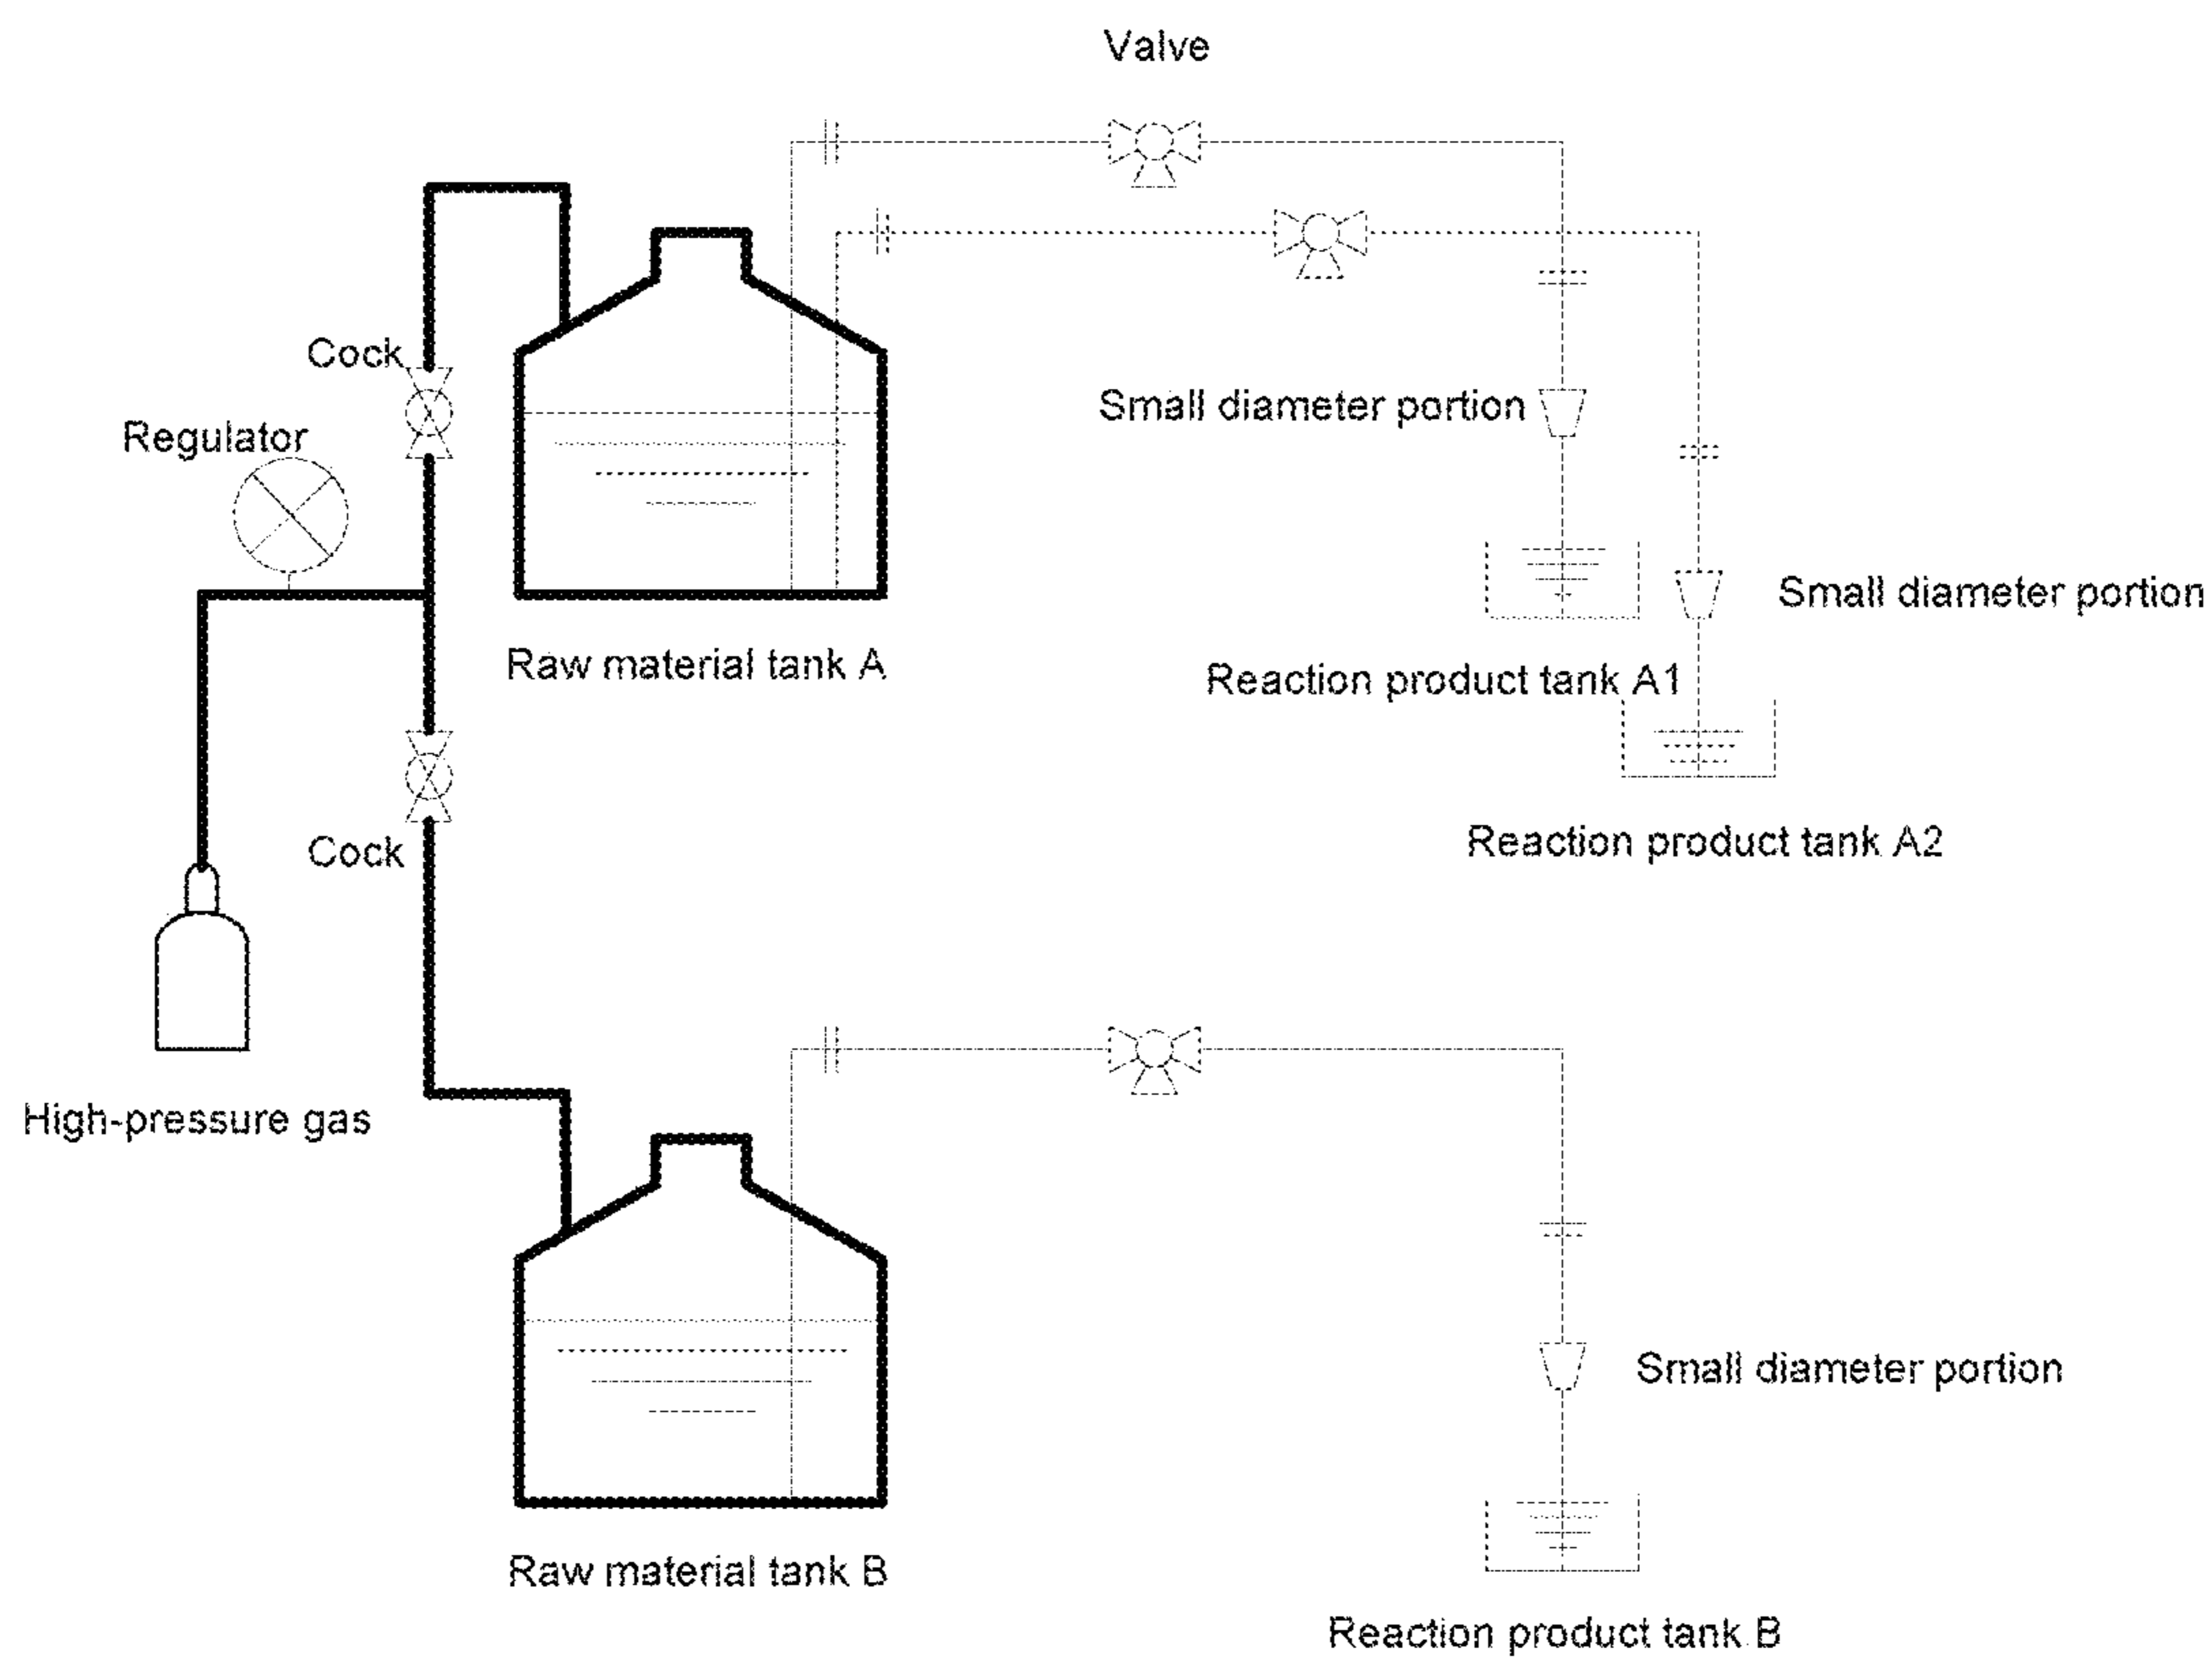 Valve
Cock
Regulator
Small diameter portion
Small diameter portion
Raw material tank A
Reaction product tank A1
Reaction product tank A2
Cock
High-pressure gas
Small diameter portion
Raw material tank B
Reaction product tank B